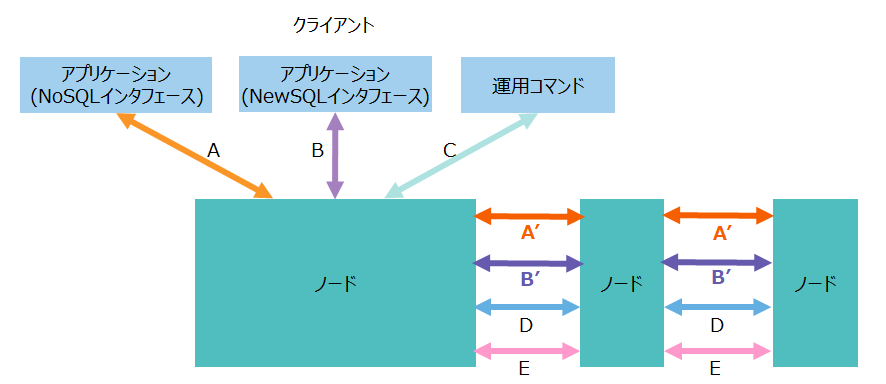 クライアント
アプリケーション
(NoSQLインタフェース)
アプリケーション
(NewSQLインタフェース)
運用コマンド
A
B
C
A′
A′
B′
B′
ノード
ノード
ノード
D
D
E
E